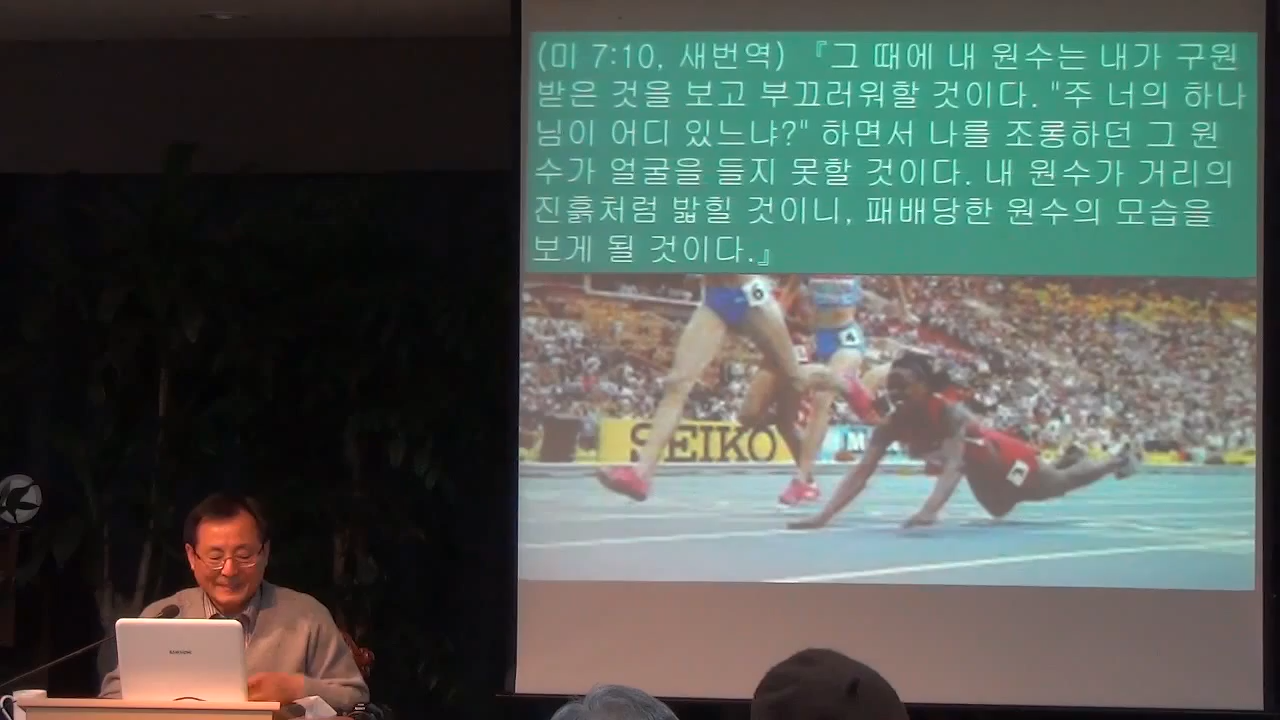 (미 7:10, 새번역) 『그 때에 내 원수는 내가 구원
받은 것을 보고 부끄러워할 것이다. "주 너의 하나
님이 어디 있느냐?" 하면서 나를 조롱하던 그 원
수가 얼굴을 들지 못할 것이다. 내 원수가 거리의
진흙처럼 밟힐 것이니, 패배당한 원수의 모습을
보게 될 것이다.』
6
4
SEIKO